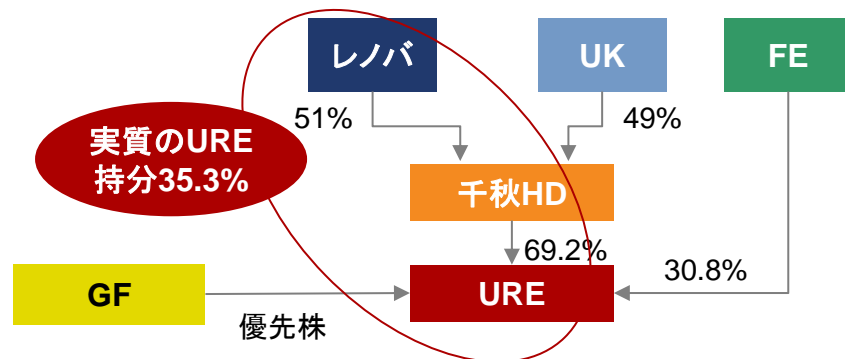 レノバ
UK
FE
51%
49%
実質のURE
持分35.3%
千秋HD
69.2%
30.8%
GF
URE
優先株